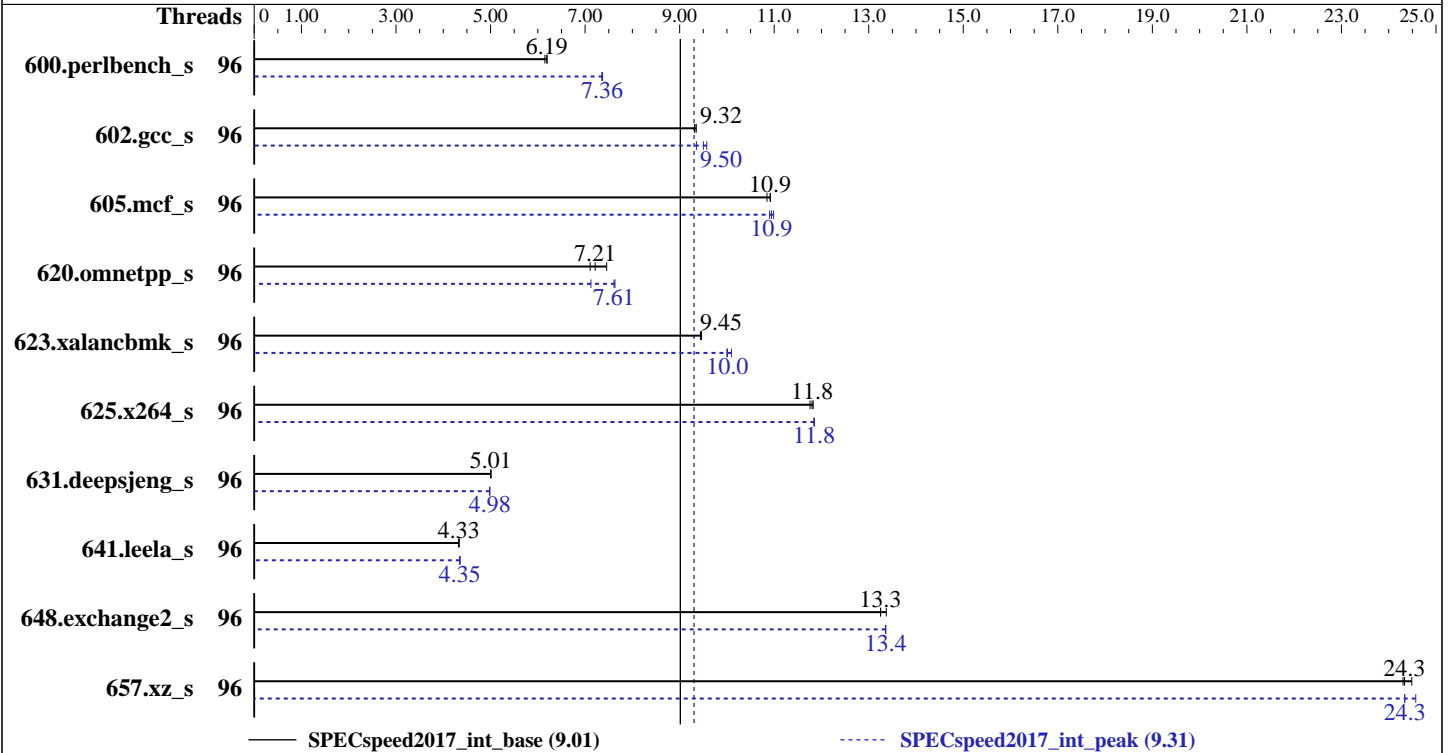 Threads 0 1.00 3.00 5.00 7.00 9.00 11.0 13.0 15.0 17.0 19.0 21.0 23.0 25.0
6.19
600.perlbench_s 96
7.36
9.32
602.gcc_s 96
9.50
10.9
605.mcf_s 96
10.9
7.21
620.omnetpp_s 96
7.61
9.45
623.xalancbmk_s 96
10.0
11.8
625.x264_s 96
11.8
5.01
631.deepsjeng_s 96
4.98
4.33
641.leela_s 96
4.35
13.3
648.exchange2_s 96
13.4
24.3
657.xz_s 96
24.3
SPECspeed2017_int_base (9.01) SPECspeed2017_int_peak (9.31)